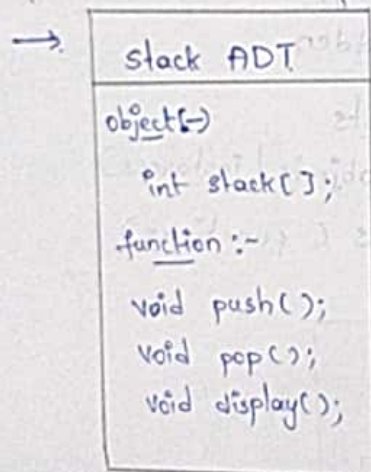 →
stack ADT
object:-)
int stack[];
function :-
void push();
void pop();
void display();